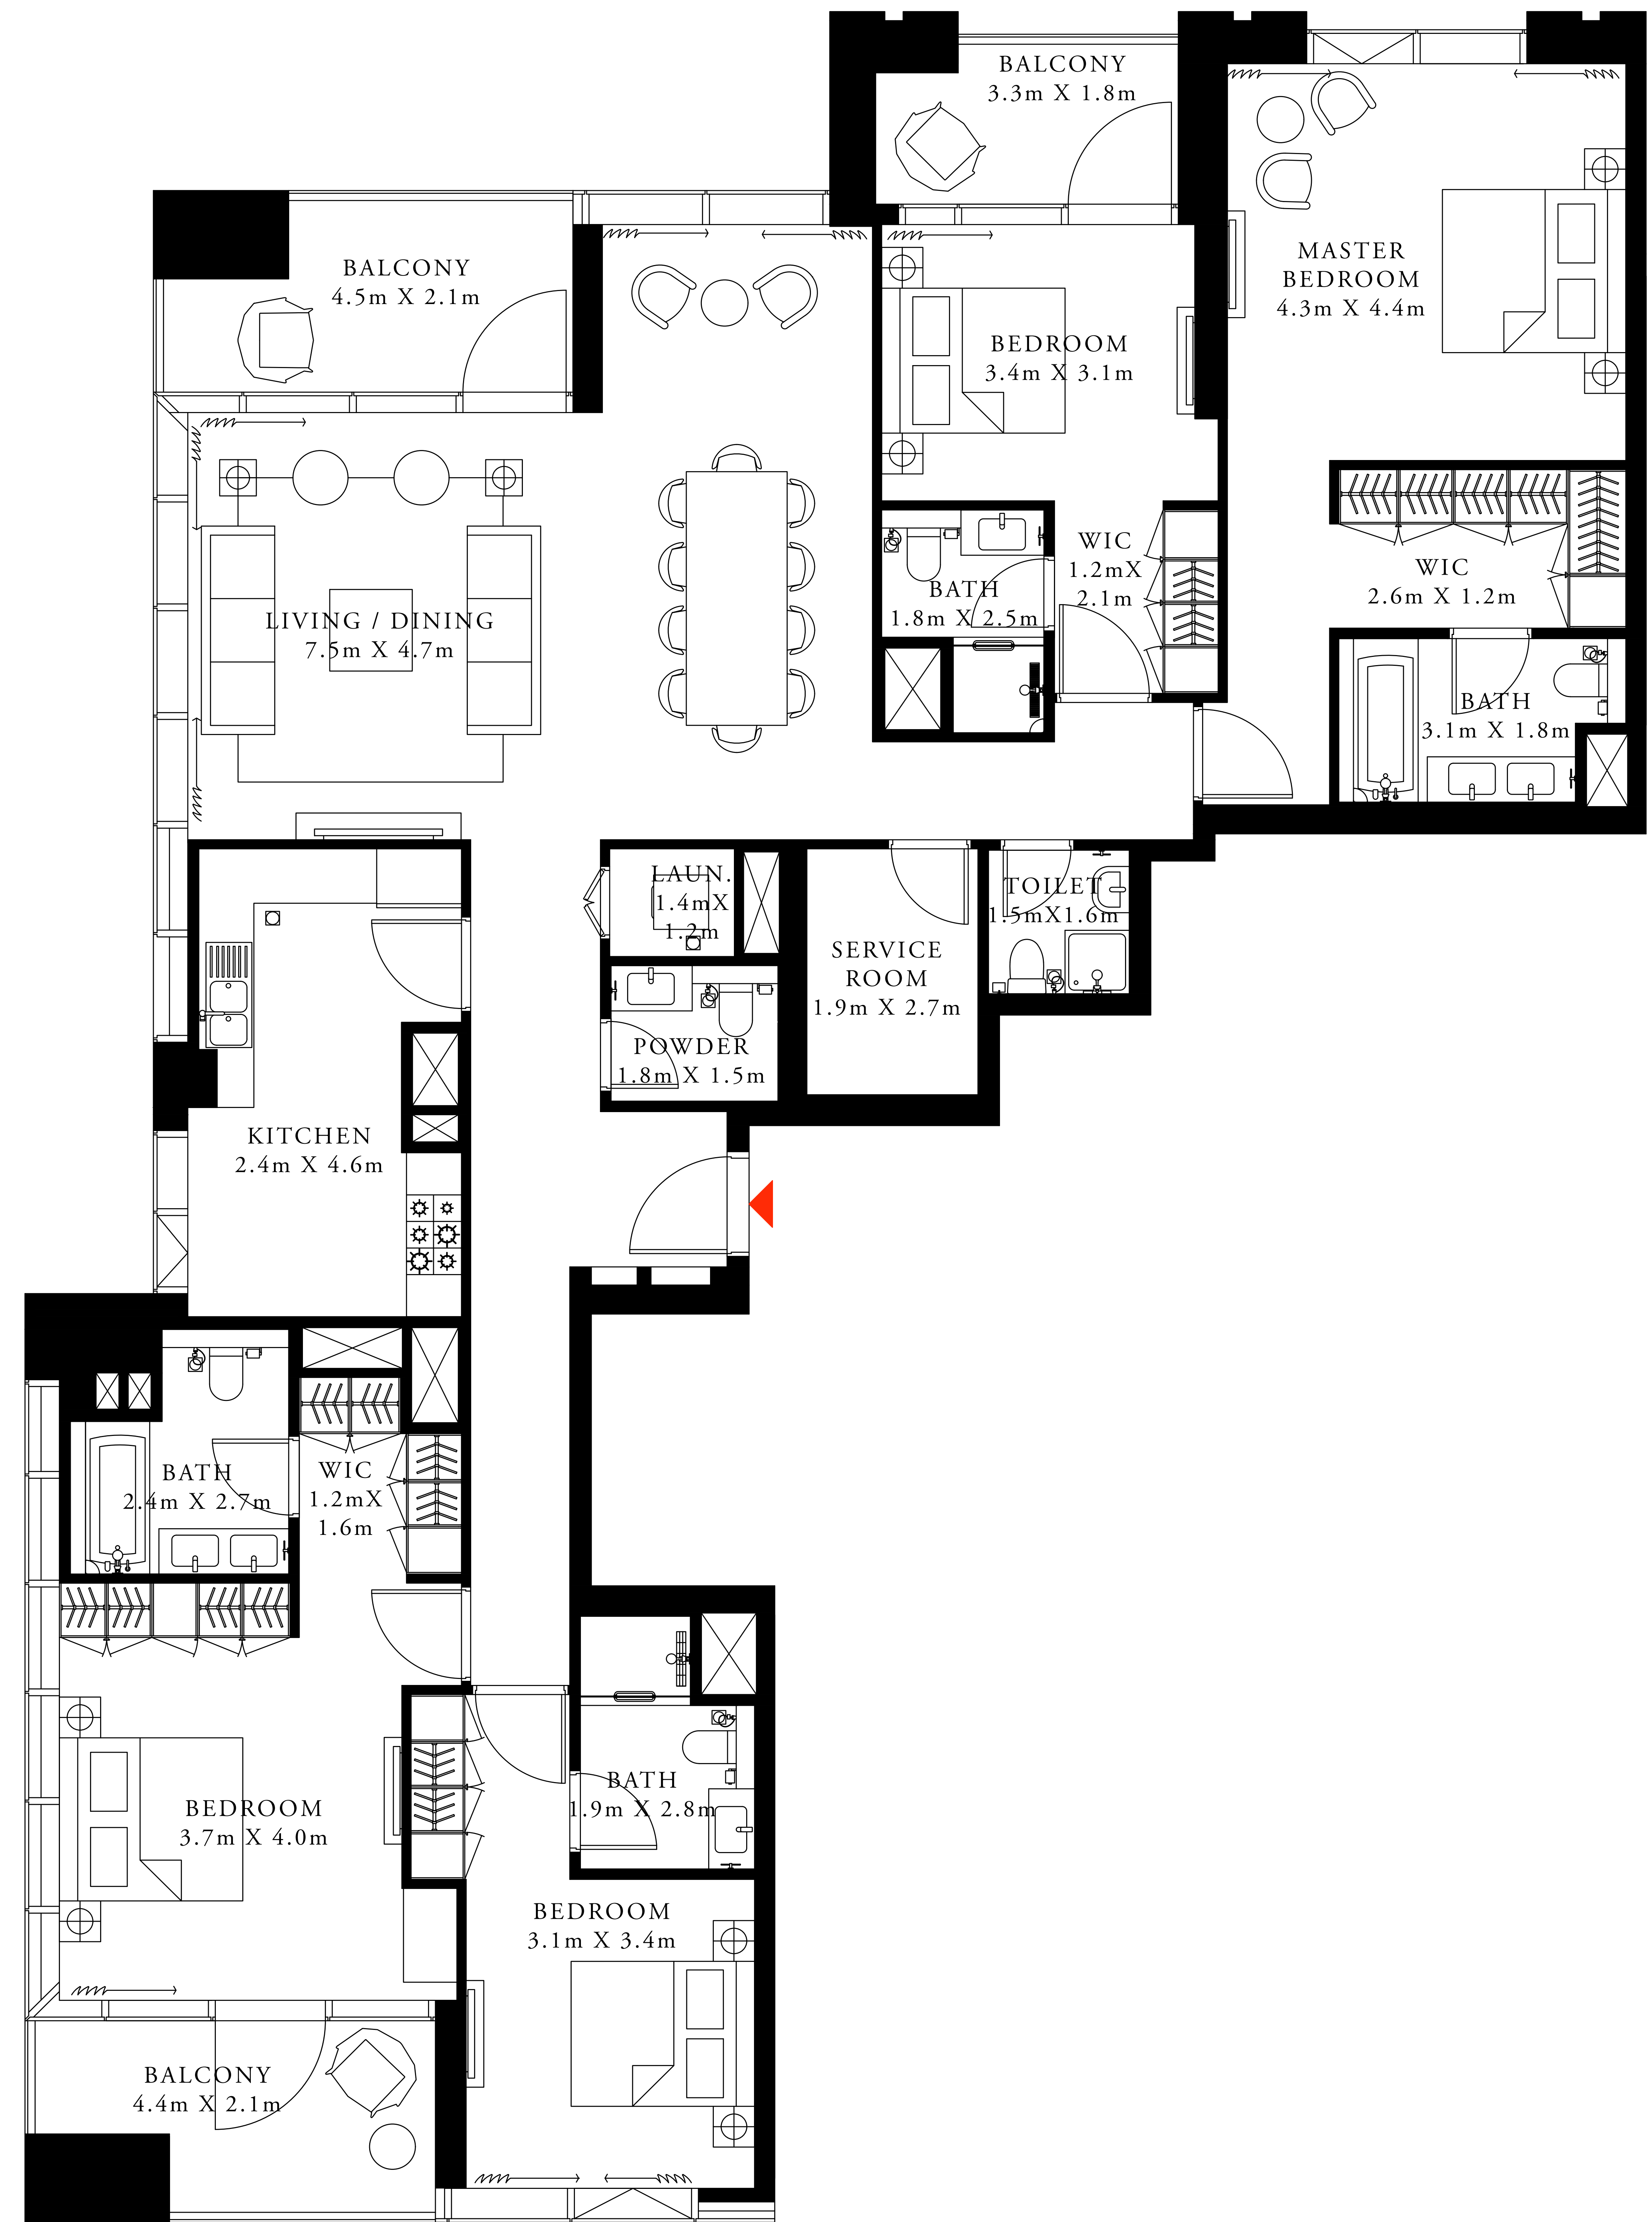 BALCONY
3.3m X 1.8m
MASTER
BEDROOM
4.3m X 4.4m
BALCONY
4.5m X 2.1m
BEDROOM
3.4m X 3.1m
WIC
1.2mX
2.1m
WIC
2.6m X 1.2m
BATH
1.8m X 2.5m
LIVING / DINING
7.5m X 4.7m
BATH
3.1m X 1.8m
LAUN.
1.4mX
1.2m
TOILET
1.5mX1.6m
SERVICE
ROOM
1.9m X 2.7m
POWDER
1.8m X 1.5m
KITCHEN
2.4m X 4.6m
BATH
2.4m X 2.7m
WIC
1.2mX
1.6m
BATH
1.9m X 2.8m
BEDROOM
3.7m X 4.0m
BEDROOM
3.1m X 3.4m
BALCONY
4.4m X 2.1m